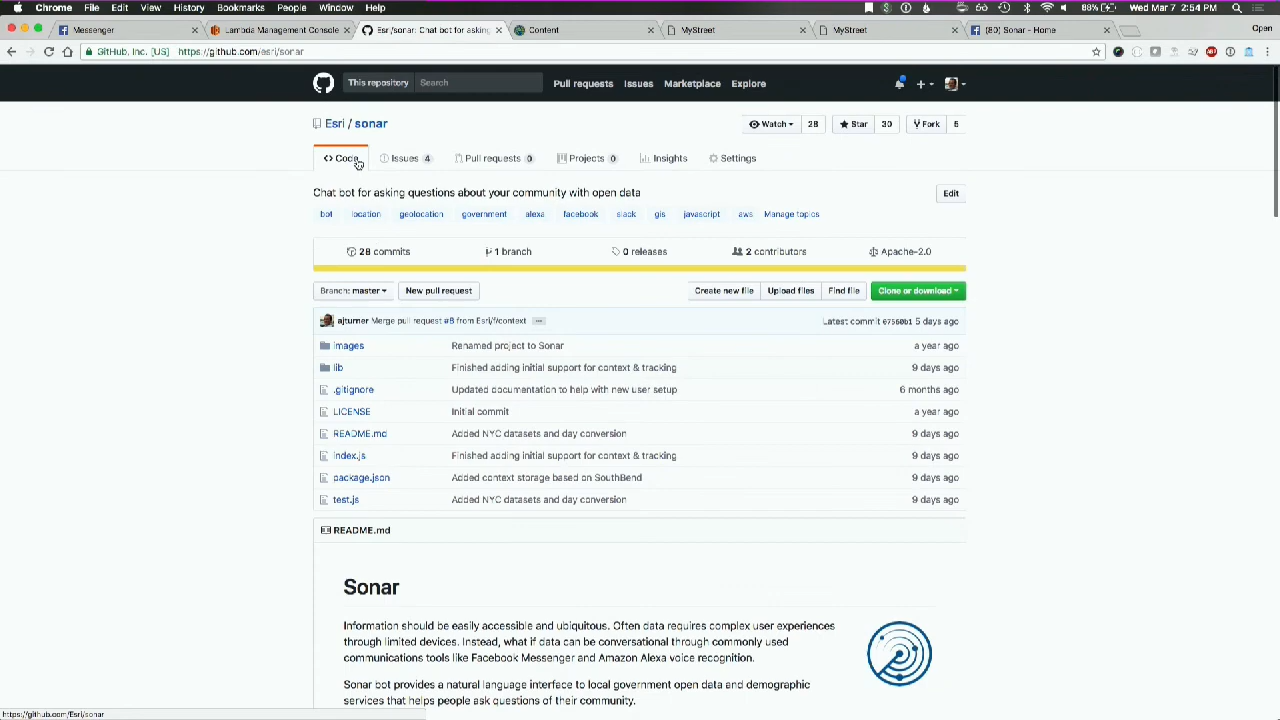 Chrome File Edit View History Bookmarks People Window Help 88% Wed Mar 7 2:54 PM
Messenger Lambda Management Console Esri/sonar: Chat bot for asking Content MyStreet MyStreet (80) Sonar - Home Open
GitHub, Inc. [US] https://github.com/esri/sonar
This repository Search Pull requests Issues Marketplace Explore
Esri / sonar Watch 28 Star 30 Fork 5
Code Issues 4 Pull requests 0 Projects 0 Insights Settings
Chat bot for asking questions about your community with open data Edit
bot location geolocation government alexa facebook slack gis javascript aws Manage topics
28 commits 1 branch 0 releases 2 contributors Apache-2.0
Branch: master New pull request Create new file Upload files Find file Clone or download
ajturner Merge pull request #8 from Esri/f/context ... Latest commit e7560b1 5 days ago
images Renamed project to Sonar a year ago
lib Finished adding initial support for context & tracking 9 days ago
.gitignore Updated documentation to help with new user setup 6 months ago
LICENSE Initial commit a year ago
README.md Added NYC datasets and day conversion 9 days ago
index.js Finished adding initial support for context & tracking 9 days ago
package.json Added context storage based on SouthBend 9 days ago
test.js Added NYC datasets and day conversion 9 days ago
README.md
Sonar
Information should be easily accessible and ubiquitous. Often data requires complex user experiences
through limited devices. Instead, what if data can be conversational through commonly used
communications tools like Facebook Messenger and Amazon Alexa voice recognition.
Sonar bot provides a natural language interface to local government open data and demographic
services that helps people ask questions of their community.
https://github.com/Esri/sonar